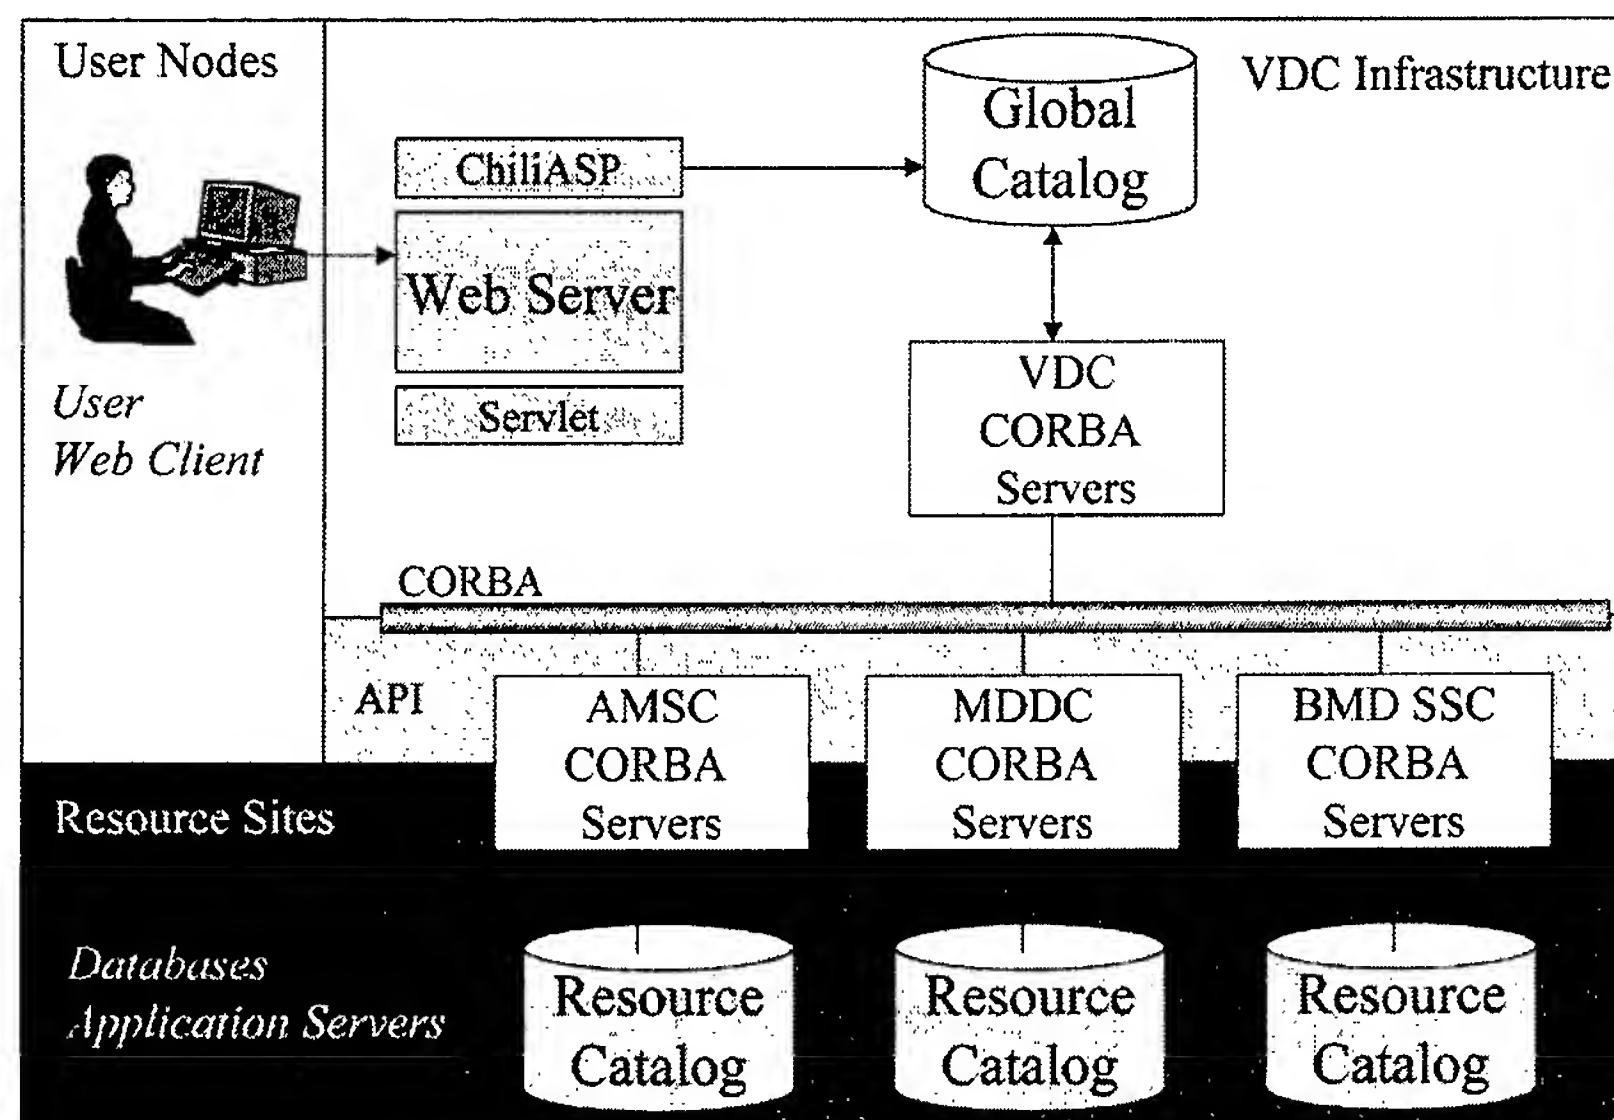 User Nodes
VDC Infrastructure
Global
Catalog
ChiliASP
Web Server
Servlet
User
Web Client
VDC
CORBA
Servers
CORBA
API
AMSC
CORBA
Servers
MDDC
CORBA
Servers
BMD SSC
CORBA
Servers
Resource Sites
Databases
Application Servers
Resource
Catalog
Resource
Catalog
Resource
Catalog